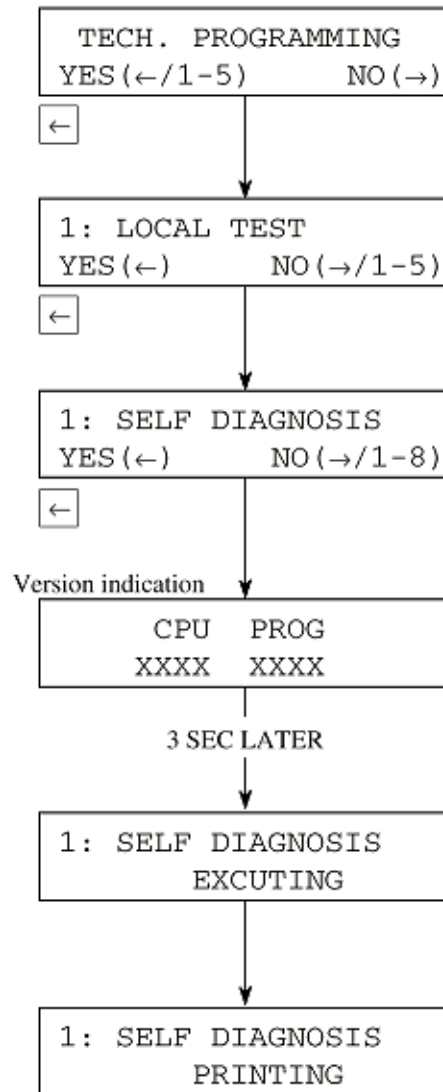 TECH. PROGRAMMING
YES(←/1-5) NO(→)
←
1: LOCAL TEST
YES(←) NO(→/1-5)
←
1: SELF DIAGNOSIS
YES(←) NO(→/1-8)
←
Version indication
CPU PROG
XXXX XXXX
3 SEC LATER
1: SELF DIAGNOSIS
EXCUTING
1: SELF DIAGNOSIS
PRINTING